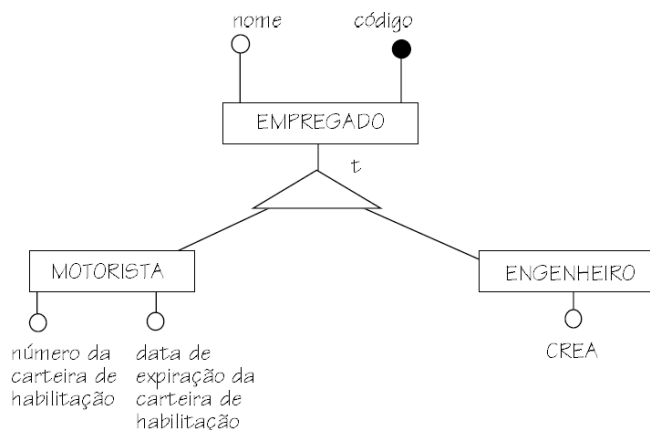 nome
código
EMPREGADO
t
MOTORISTA
ENGENHEIRO
número da
carteira de
habilitação
data de
expiração da
carteira de
habilitação
CREA